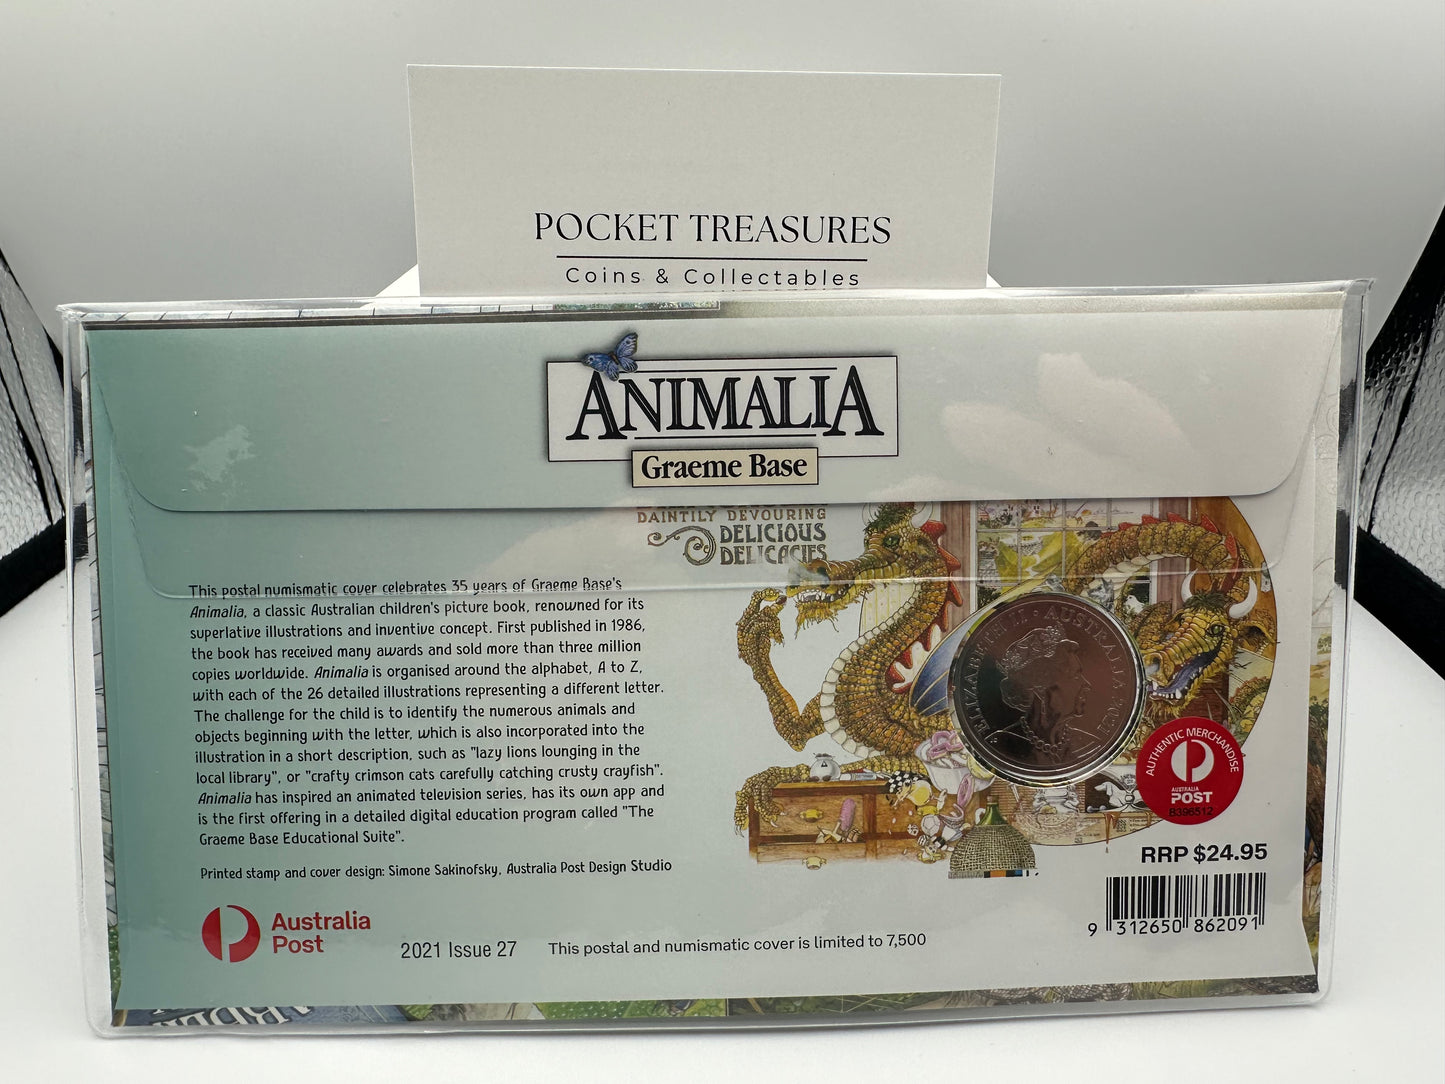 POCKET TREASURES
Coins & Collectables
ANIMALIA
Graeme Base
DAINTILY DEVOURING
DELICIOUS
DELICACIES
This postal numismatic cover celebrates 35 years of Graeme Base's
Animalia, a classic Australian children's picture book, renowned for its
superlative illustrations and inventive concept. First published in 1986,
the book has received many awards and sold more than three million
copies worldwide. Animalia is organised around the alphabet, A to Z,
with each of the 26 detailed illustrations representing a different letter.
The challenge for the child is to identify the numerous animals and
objects beginning with the letter, which is also incorporated into the
illustration in a short description, such as "lazy lions lounging in the
local library", or "crafty crimson cats carefully catching crusty crayfish".
Animalia has inspired an animated television series, has its own app and
is the first offering in a detailed digital education program called "The
Graeme Base Educational Suite".
Printed stamp and cover design: Simone Sakinofsky, Australia Post Design Studio
ELIZABETH II • AUSTRALIA 2021
AUTHENTIC MERCHANDISE
AUSTRALIA
POST
B396512
RRP $24.95
9 312650 862091
Australia
Post
2021 Issue 27
This postal and numismatic cover is limited to 7,500